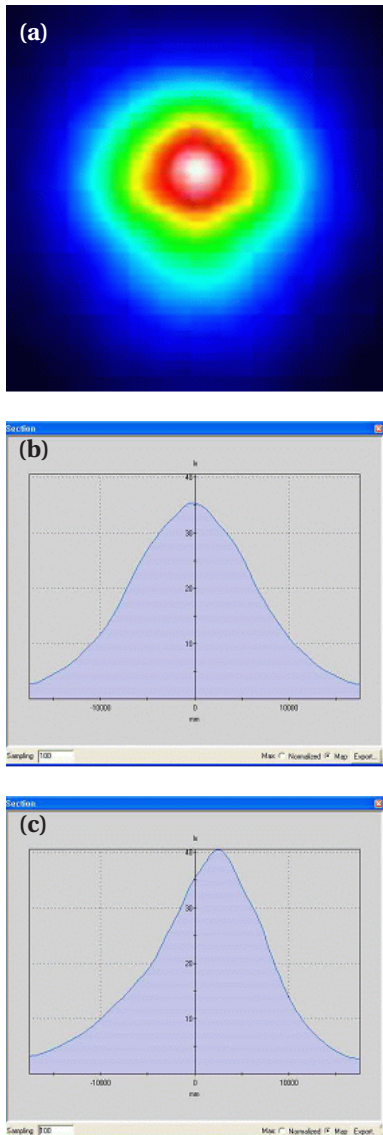 (a)
Section
(b)
lx
40
30
20
10
-10000 0 10000
mm
Sampling 100 Max: Normalized Map Export...
Section
(c)
lx
40
30
20
10
-10000 0 10000
mm
Sampling 100 Max: Normalized Map Export...